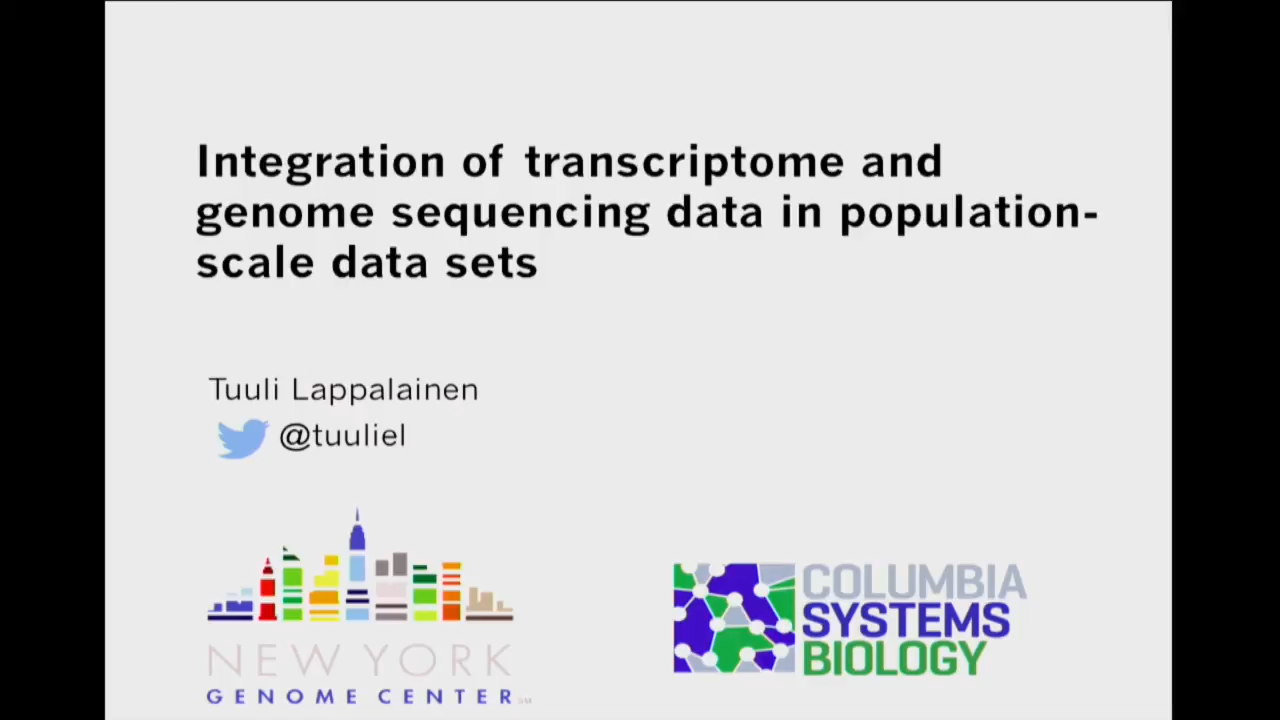 Integration of transcriptome and
genome sequencing data in population-
scale data sets
Tuuli Lappalainen
@tuuliel
NEW YORK
GENOME CENTER SM
COLUMBIA
SYSTEMS
BIOLOGY